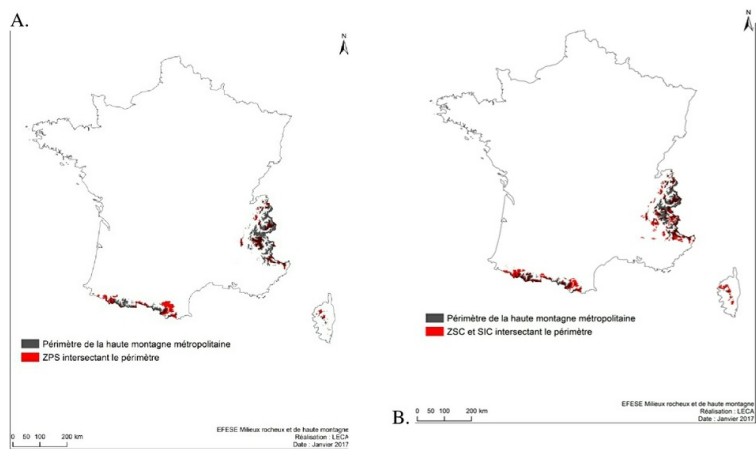 A.
N
Périmètre de la haute montagne métropolitaine
ZPS intersectant le périmètre
0 50 100 200 km
EFESE Milieux rocheux et de haute montagne
Réalisation : LECA
Date : Janvier 2017
N
Périmètre de la haute montagne métropolitaine
ZSC et SIC intersectant le périmètre
B.
0 50 100 200 km
EFESE Milieux rocheux et de haute montagne
Réalisation : LECA
Date : Janvier 2017